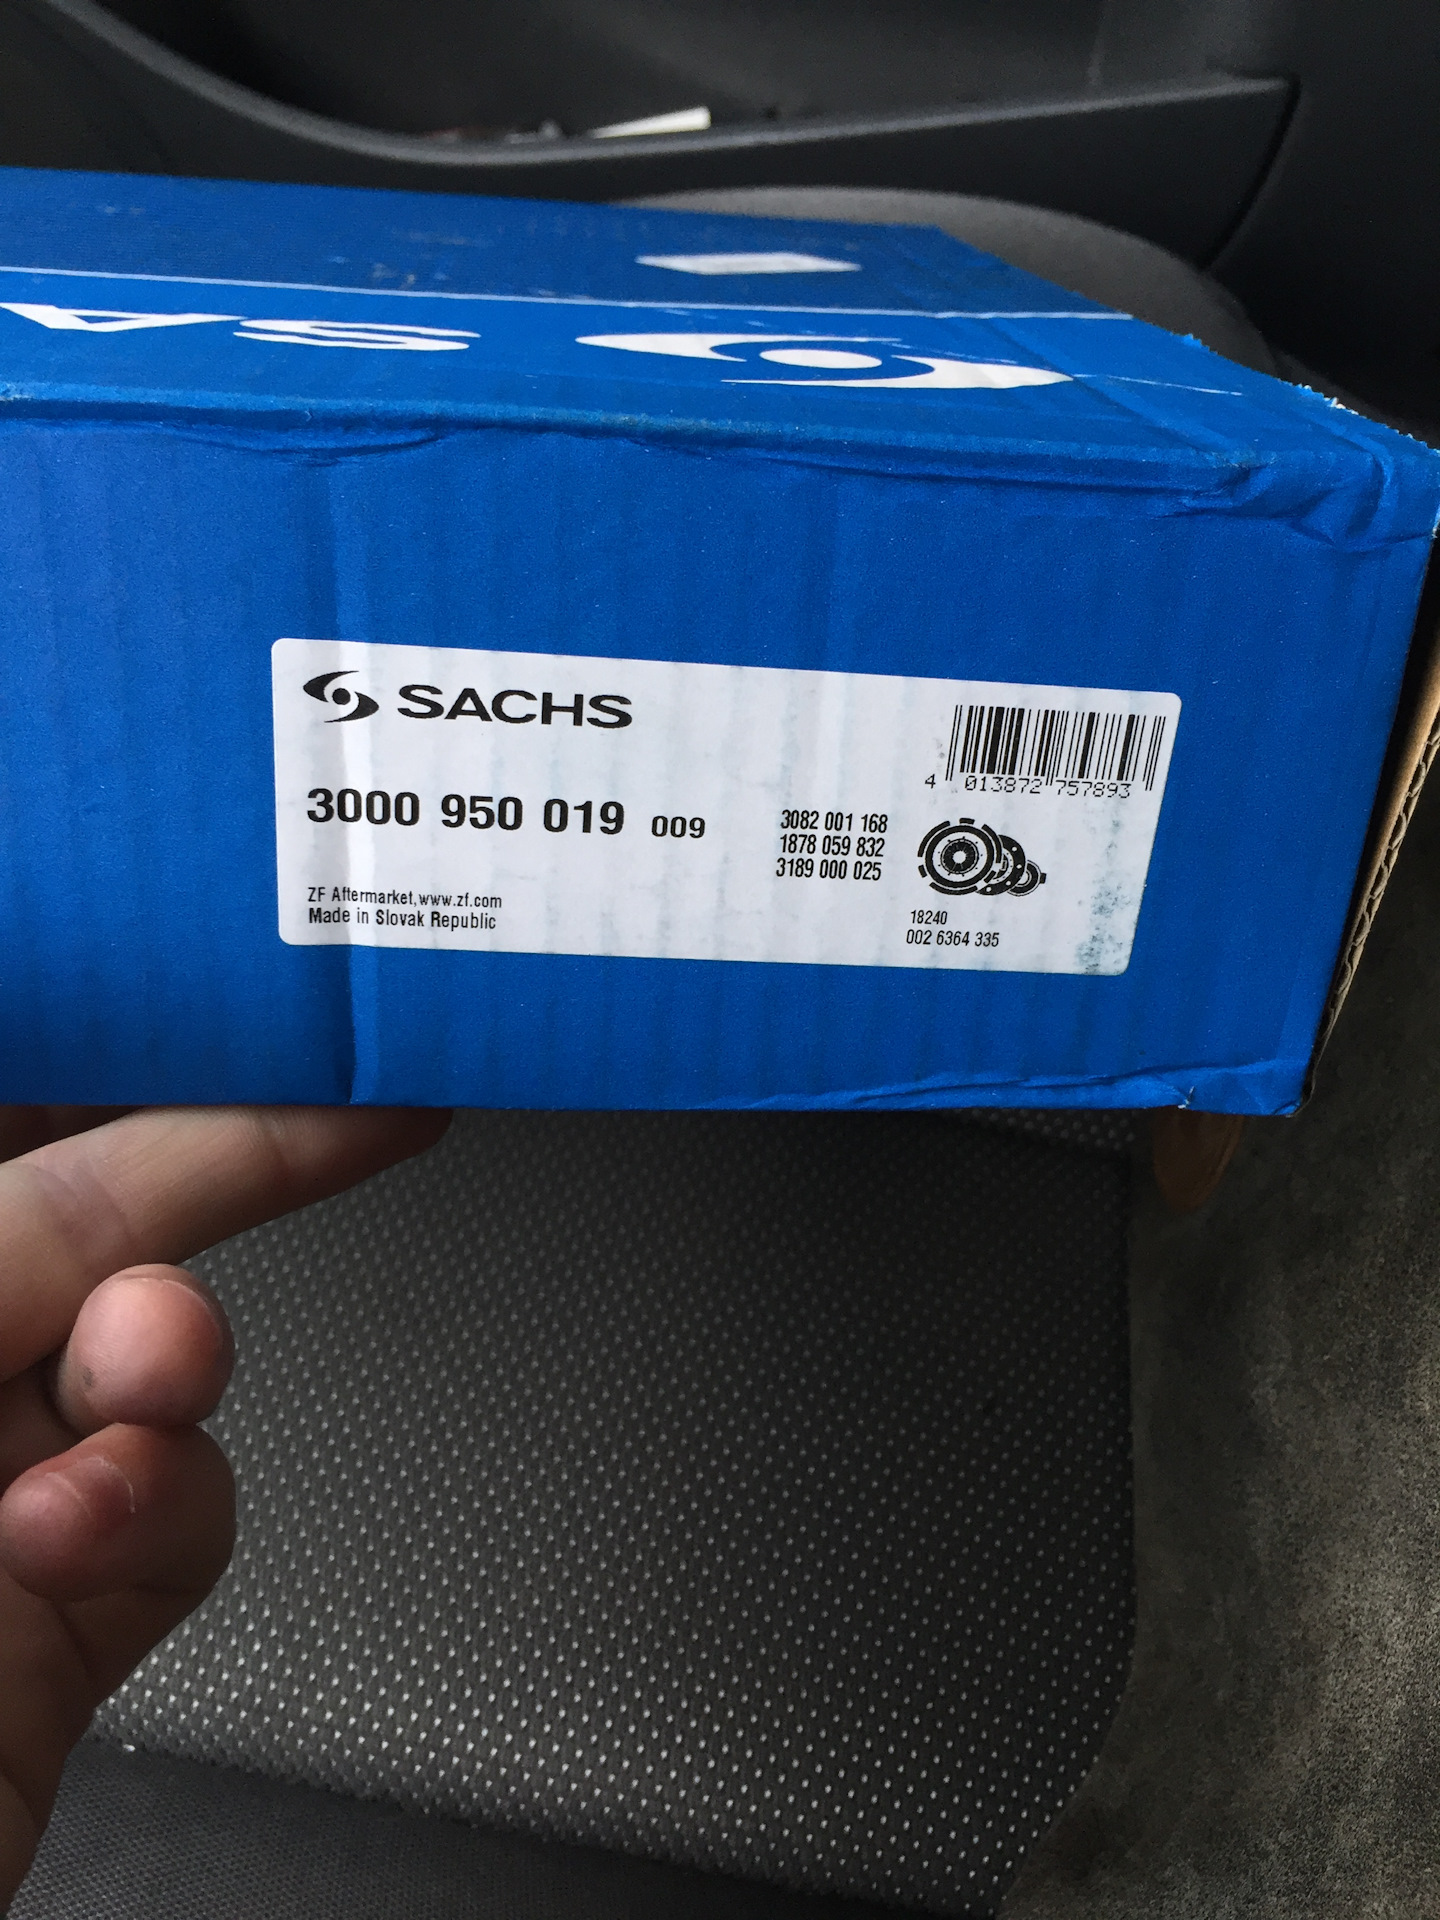 SA
SACHS
4 013872 757893
3000 950 019 009
3082 001 168
1878 059 832
3189 000 025
ZF Aftermarket, www.zf.com
Made in Slovak Republic
18240
002 6364 335